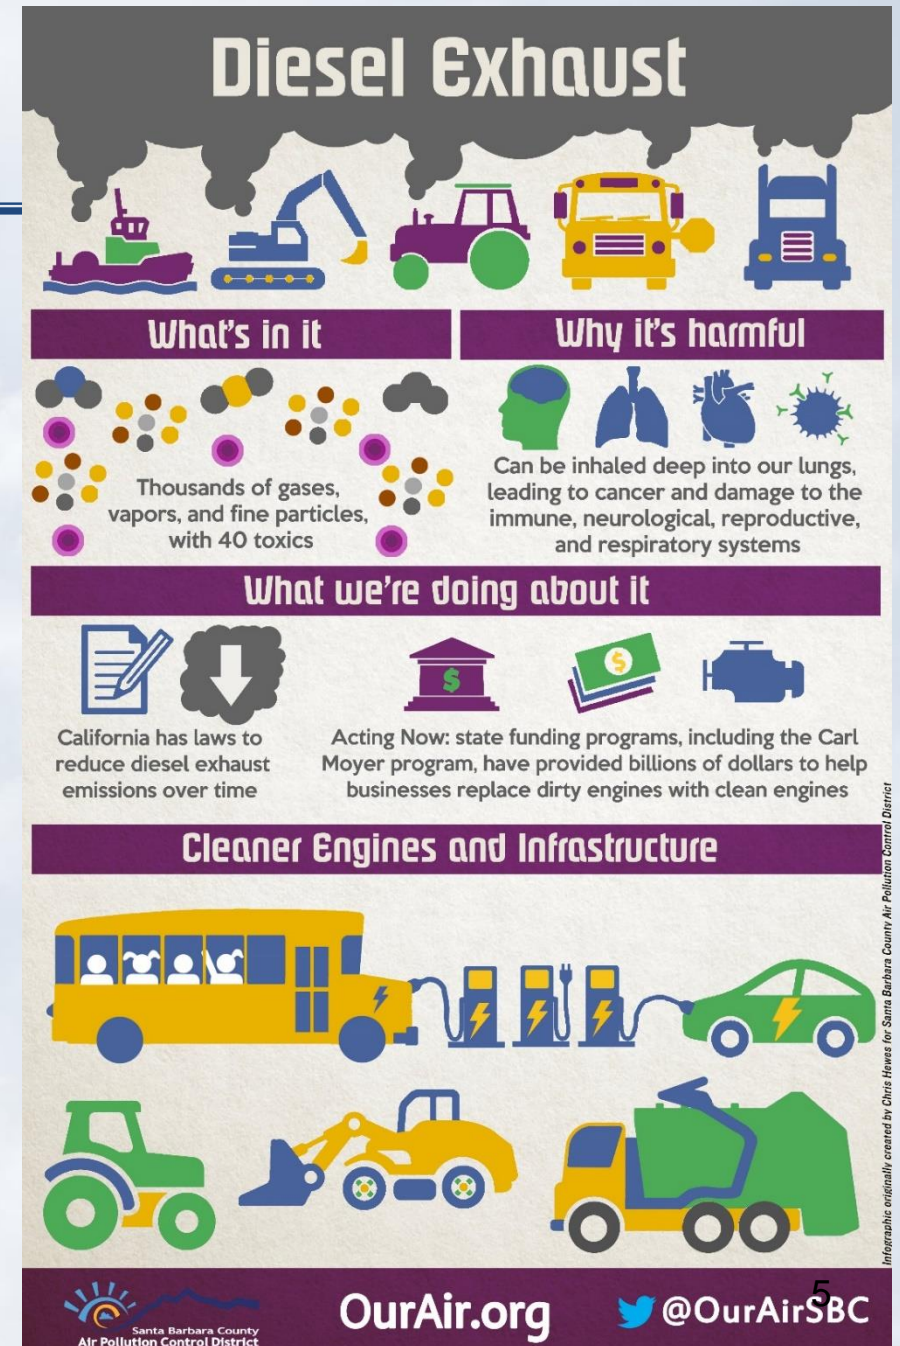 Diesel Exhaust
What's in it
Thousands of gases,
vapors, and fine particles,
with 40 toxics
Why it's harmful
Can be inhaled deep into our lungs,
leading to cancer and damage to the
immune, neurological, reproductive,
and respiratory systems
What we're doing about it
$
$
California has laws to
reduce diesel exhaust
emissions over time
Acting Now: state funding programs, including the Carl
Moyer program, have provided billions of dollars to help
businesses replace dirty engines with clean engines
Cleaner Engines and Infrastructure
Infographic originally created by Chris Hewes for Santa Barbara County Air Pollution Control District
Santa Barbara County
Air Pollution Control District
OurAir.org
@OurAirSBC
5